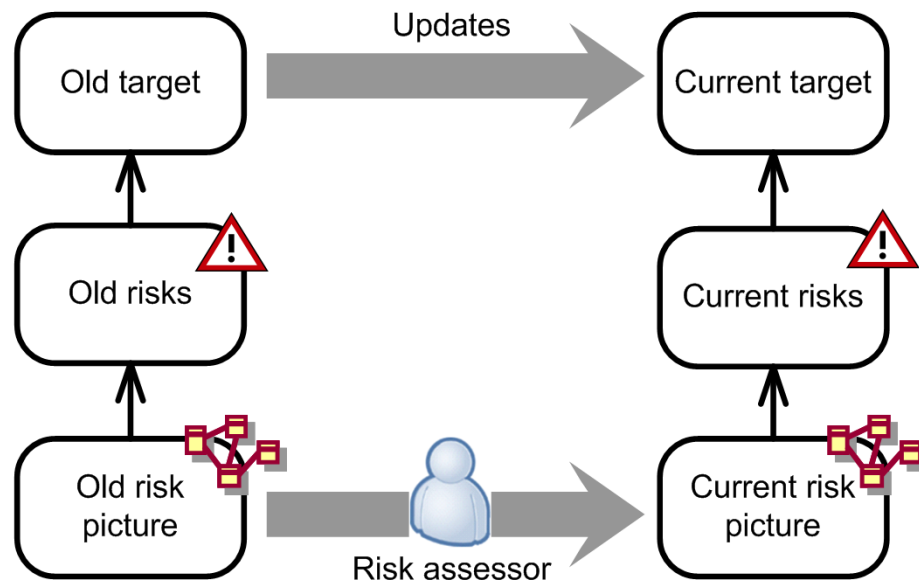 Updates
Old target
Current target
Old risks
!
Current risks
!
Old risk
picture
Current risk
picture
Risk assessor